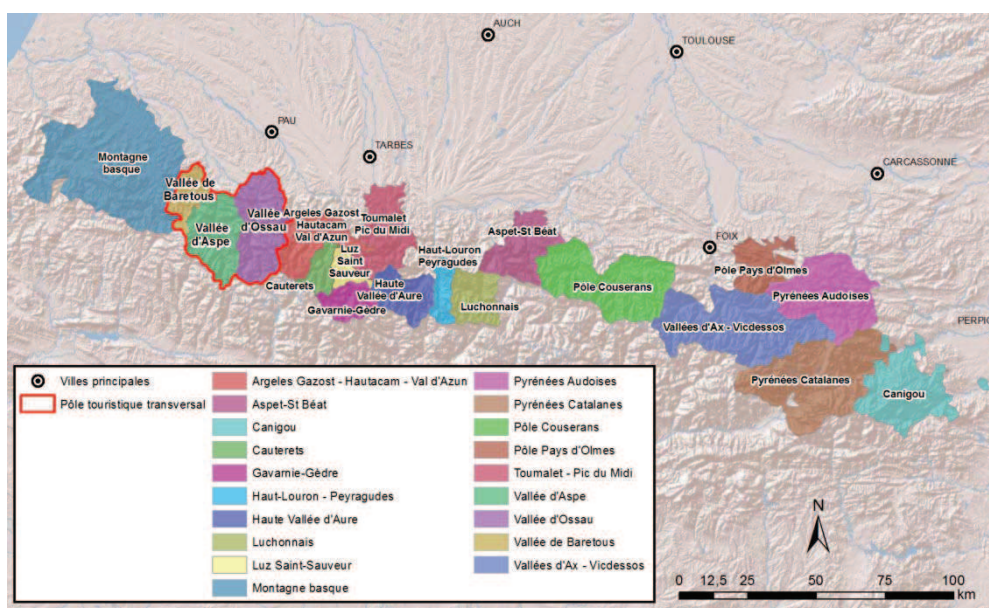 AUCH
TOULOUSE
PAU
TARBES
CARCASSONNE
Montagne
basque
Vallée de
Baretous
Vallée
d'Aspe
Vallée
d'Ossau
Argeles Gazost
Hautacam
Val d'Azun
Toumalet
Pic du Midi
Luz
Saint
Sauveur
Cauterets
Gavarnie-Gèdre
Haute
Vallée d'Aure
Haut-Louron
Peyragudes
Aspet-St Béat
Luchonnais
Pôle Couserans
FOIX
Pôle Pays d'Olmes
Pyrénées Audoises
Vallées d'Ax - Vicdessos
PERPIG
Pyrénées Catalanes
Canigou
Villes principales
Pôle touristique transversal
Argeles Gazost - Hautacam - Val d'Azun
Aspet-St Béat
Canigou
Cauterets
Gavarnie-Gèdre
Haut-Louron - Peyragudes
Haute Vallée d'Aure
Luchonnais
Luz Saint-Sauveur
Montagne basque
Pyrénées Audoises
Pyrénées Catalanes
Pôle Couserans
Pôle Pays d'Olmes
Toumalet - Pic du Midi
Vallée d'Aspe
Vallée d'Ossau
Vallée de Baretous
Vallées d'Ax - Vicdessos
N
0 12,5 25 50 75 100
km